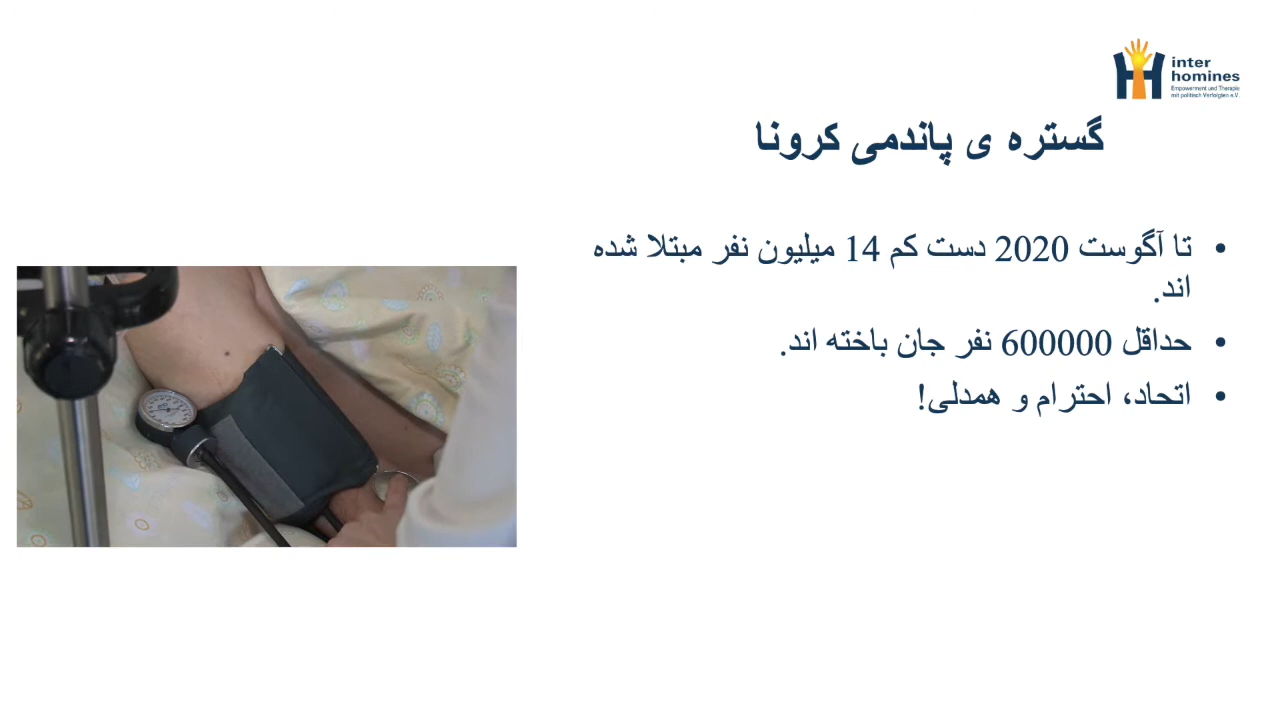 inter
homines
Empowerment und Therapie
mit politisch Verfolgten e.V.
گستره ی پاندمی کرونا
• تا آگوست 2020 دست کم 14 میلیون نفر مبتلا شده
اند.
• حداقل 600000 نفر جان باخته اند.
• اتحاد، احترام و همدلی!